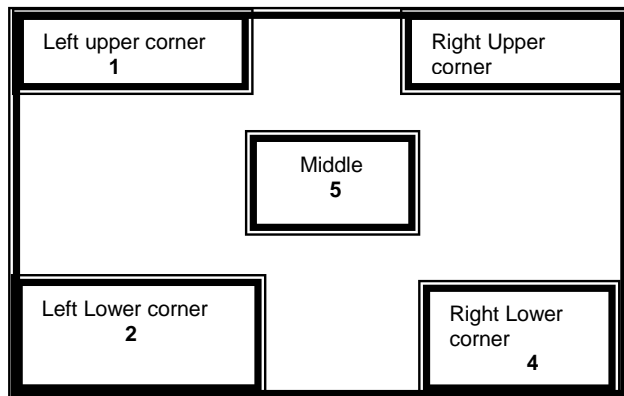 Left upper corner
1
Right Upper
corner
Middle
5
Left Lower corner
2
Right Lower
corner
4